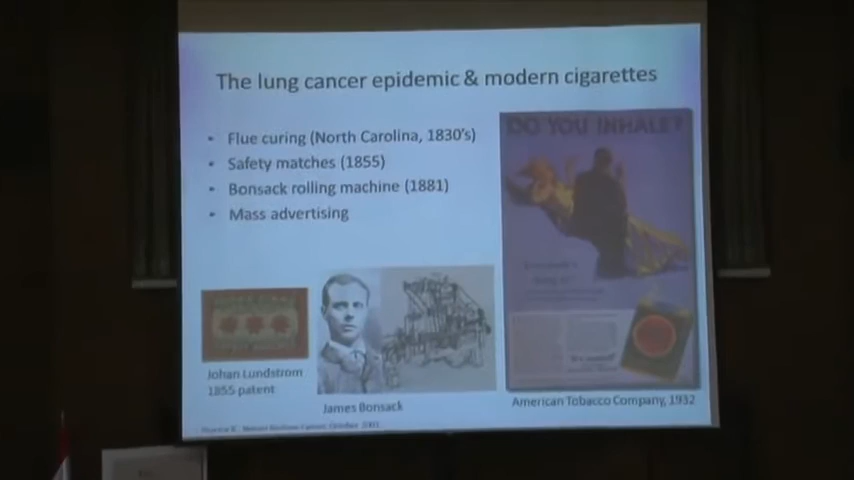 The lung cancer epidemic & modern cigarettes
• Flue curing (North Carolina, 1830's)
• Safety matches (1855)
• Bonsack rolling machine (1881)
• Mass advertising
DO YOU INHALE?
Johan Lundstrom
1855 patent
James Bonsack
American Tobacco Company, 1932